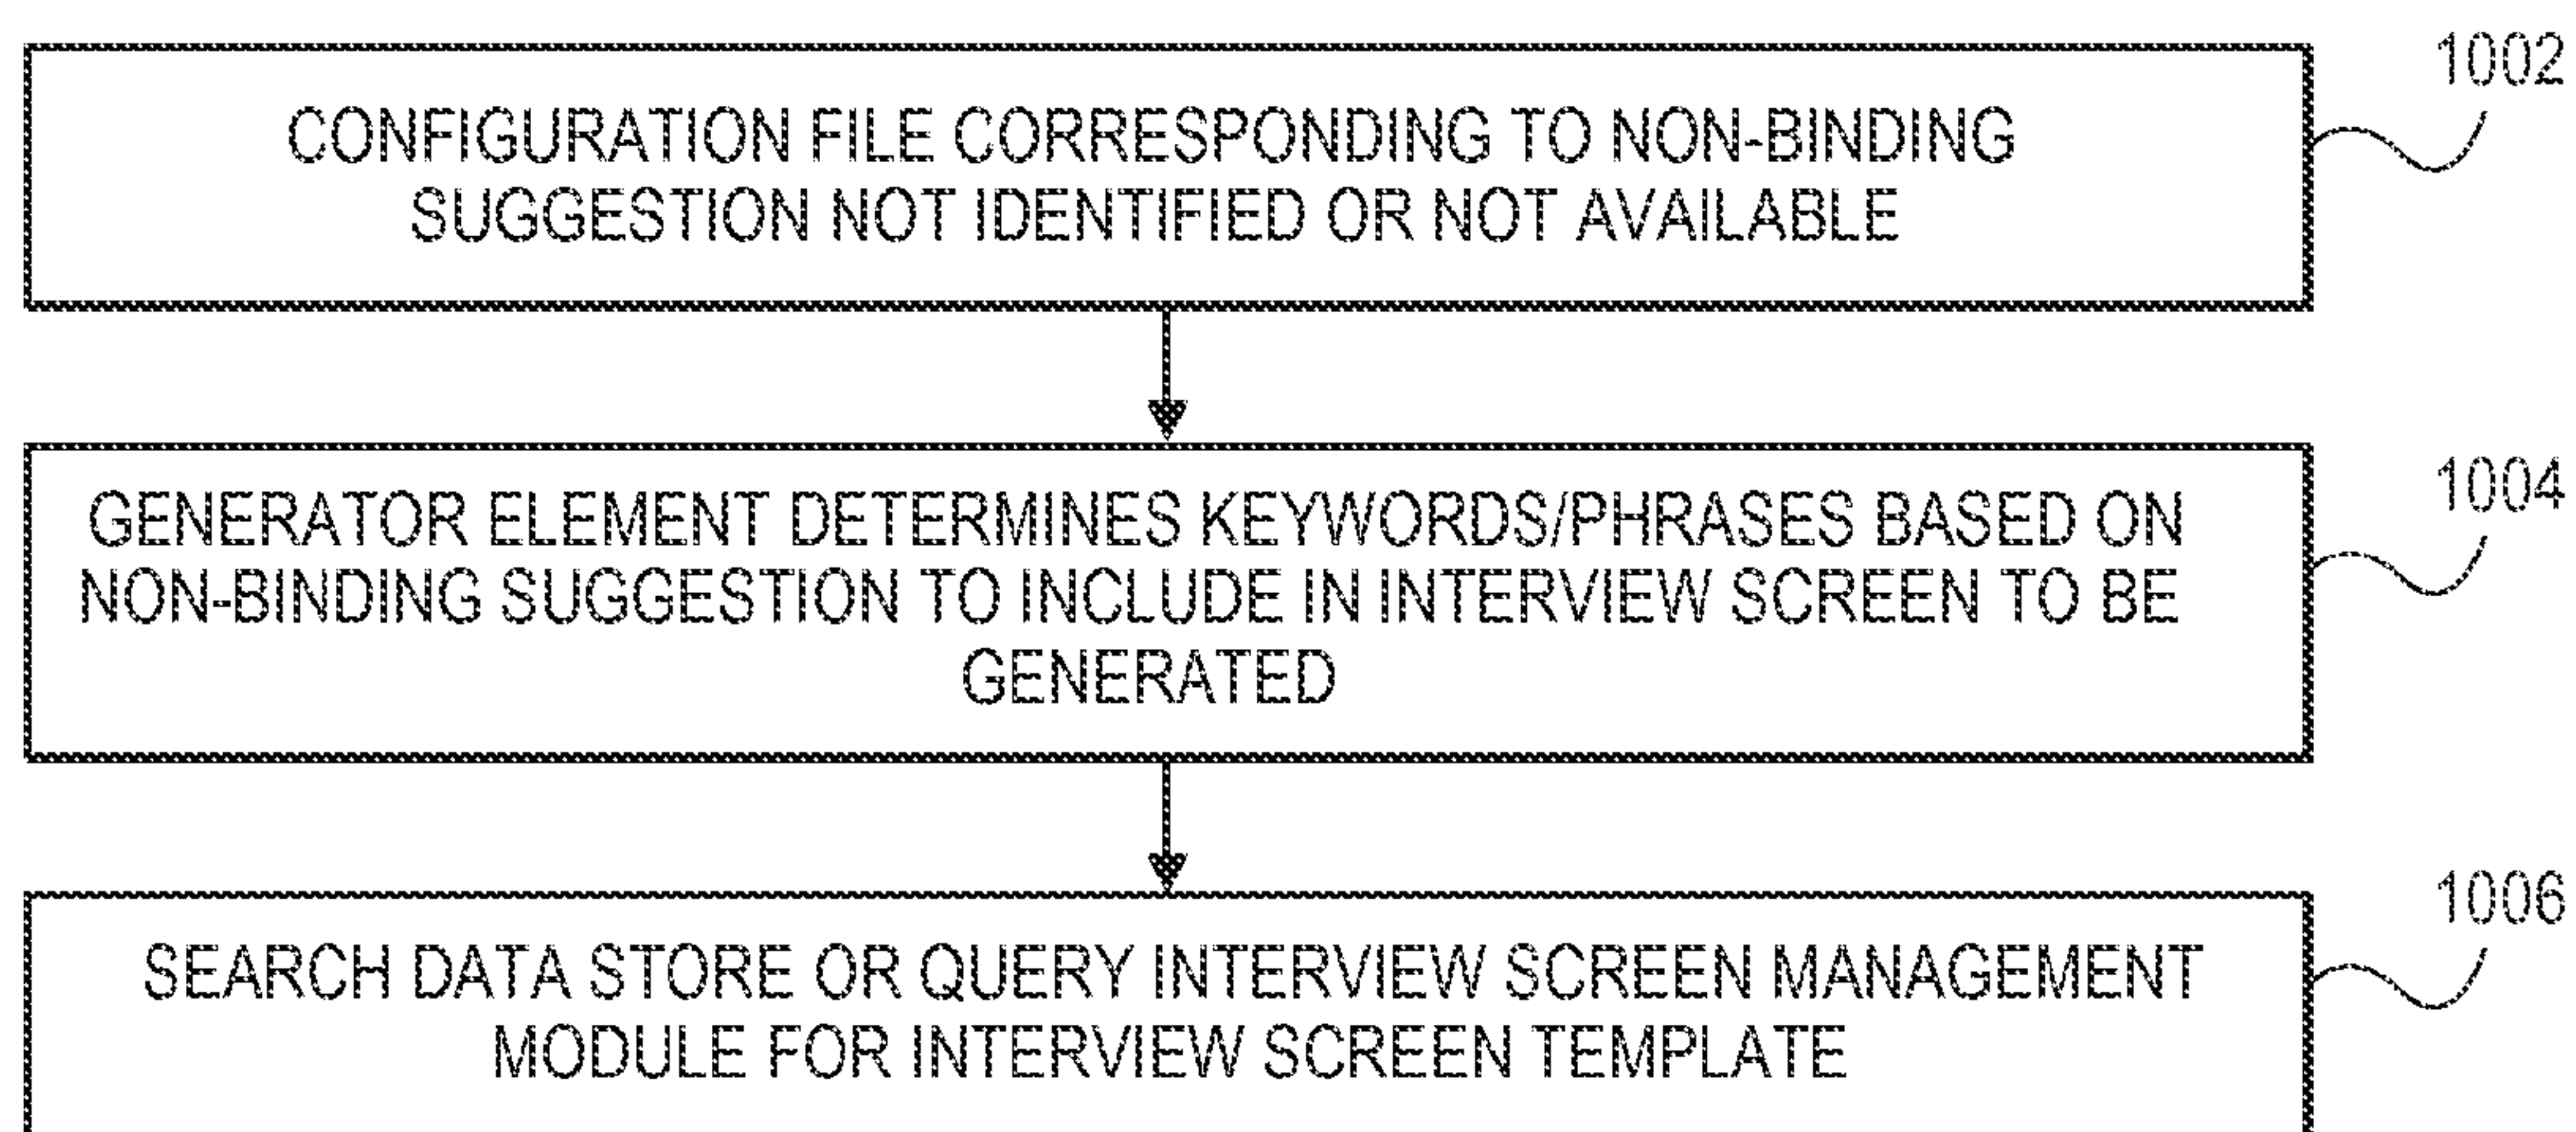 1002
CONFIGURATION FILE CORRESPONDING TO NON-BINDING
SUGGESTION NOT IDENTIFIED OR NOT AVAILABLE
1004
GENERATOR ELEMENT DETERMINES KEYWORDS/PHRASES BASED ON
NON-BINDING SUGGESTION TO INCLUDE IN INTERVIEW SCREEN TO BE
GENERATED
1006
SEARCH DATA STORE OR QUERY INTERVIEW SCREEN MANAGEMENT
MODULE FOR INTERVIEW SCREEN TEMPLATE